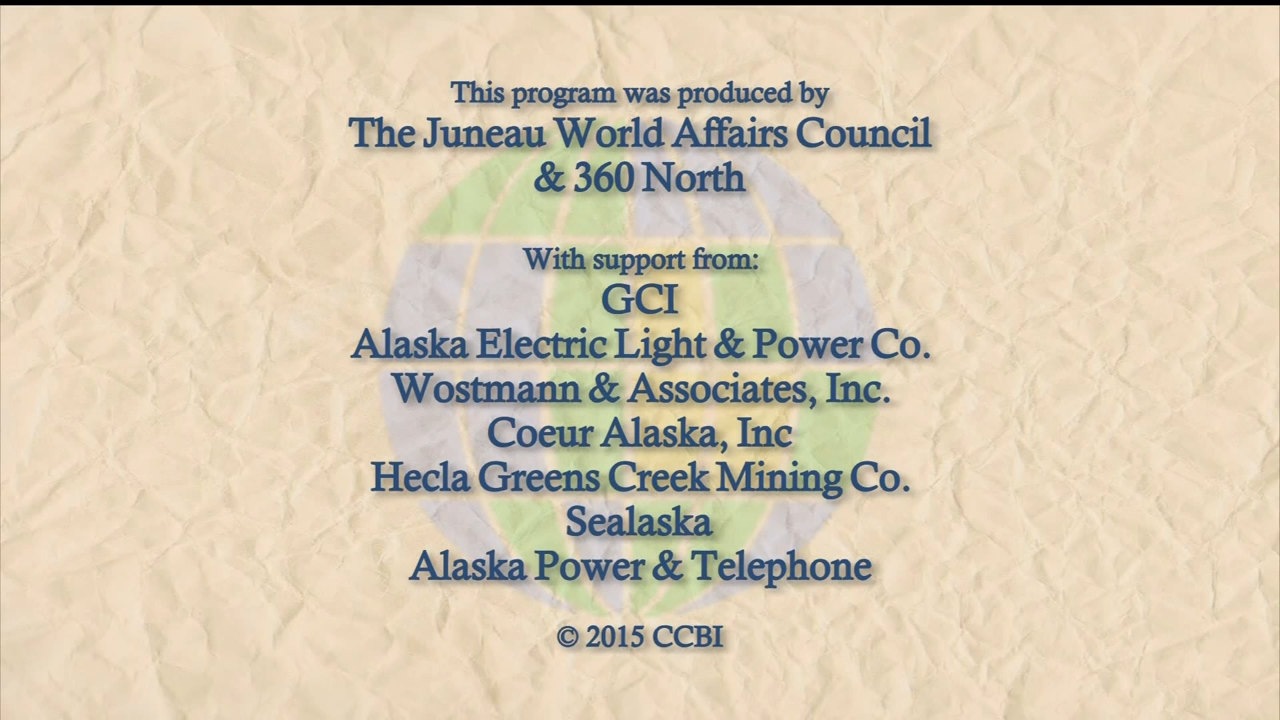 This program was produced by
The Juneau World Affairs Council
& 360 North
With support from:
GCI
Alaska Electric Light & Power Co.
Wostmann & Associates, Inc.
Coeur Alaska, Inc
Hecla Greens Creek Mining Co.
Sealaska
Alaska Power & Telephone
© 2015 CCBI